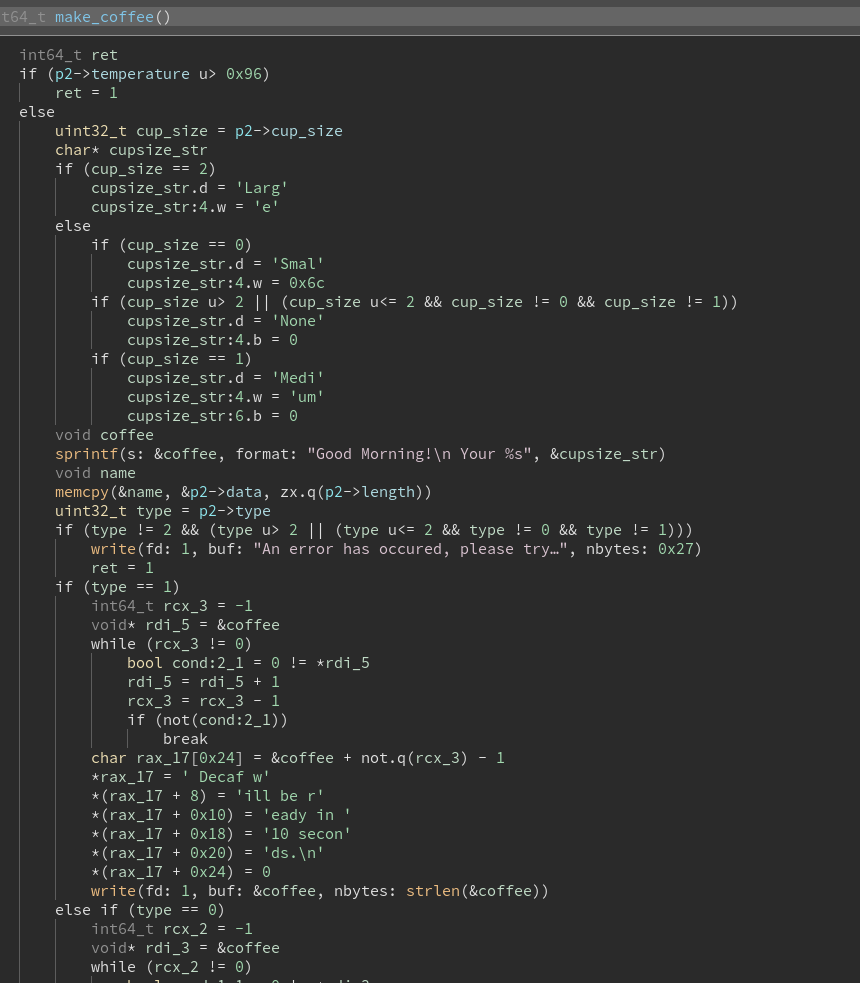 t64_t make_coffee()
int64_t ret
if (p2->temperature u> 0x96)
ret = 1
else
uint32_t cup_size = p2->cup_size
char* cupsize_str
if (cup_size == 2)
cupsize_str.d = 'Larg'
cupsize_str:4.w = 'e'
else
if (cup_size == 0)
cupsize_str.d = 'Smal'
cupsize_str:4.w = 0x6c
if (cup_size u> 2 || (cup_size u<= 2 && cup_size != 0 && cup_size != 1))
cupsize_str.d = 'None'
cupsize_str:4.b = 0
if (cup_size == 1)
cupsize_str.d = 'Medi'
cupsize_str:4.w = 'um'
cupsize_str:6.b = 0
void coffee
sprintf(s: &coffee, format: "Good Morning!\n Your %s", &cupsize_str)
void name
memcpy(&name, &p2->data, zx.q(p2->length))
uint32_t type = p2->type
if (type != 2 && (type u> 2 || (type u<= 2 && type != 0 && type != 1)))
write(fd: 1, buf: "An error has occured, please try…", nbytes: 0x27)
ret = 1
if (type == 1)
int64_t rcx_3 = -1
void* rdi_5 = &coffee
while (rcx_3 != 0)
bool cond:2_1 = 0 != *rdi_5
rdi_5 = rdi_5 + 1
rcx_3 = rcx_3 - 1
if (not(cond:2_1))
break
char rax_17[0x24] = &coffee + not.q(rcx_3) - 1
*rax_17 = ' Decaf w'
*(rax_17 + 8) = 'ill be r'
*(rax_17 + 0x10) = 'eady in '
*(rax_17 + 0x18) = '10 secon'
*(rax_17 + 0x20) = 'ds.\n'
*(rax_17 + 0x24) = 0
write(fd: 1, buf: &coffee, nbytes: strlen(&coffee))
else if (type == 0)
int64_t rcx_2 = -1
void* rdi_3 = &coffee
while (rcx_2 != 0)